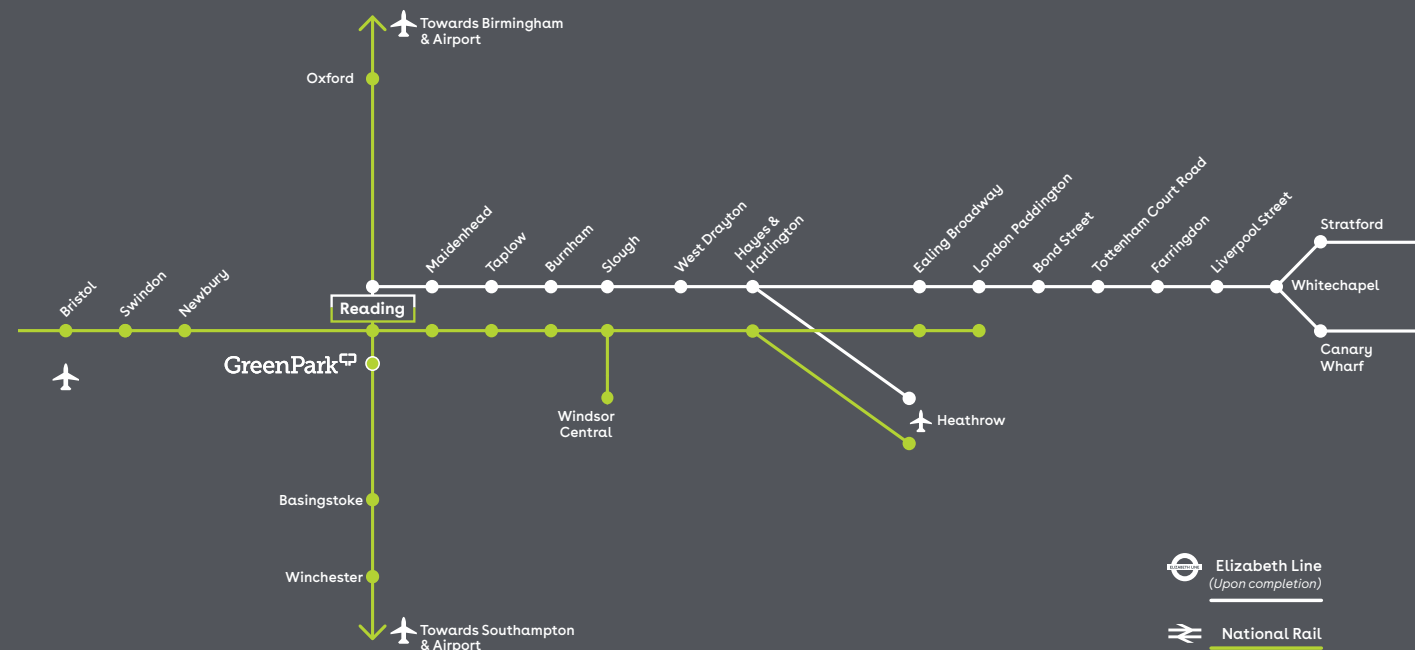 Towards Birmingham
& Airport
Oxford
Maidenhead
Taplow
Burnham
Slough
West Drayton
Hayes &
Harlington
Ealing Broadway
London Paddington
Bond Street
Tottenham Court Road
Farringdon
Liverpool Street
Stratford
Whitechapel
Canary
Wharf
Bristol
Swindon
Newbury
Reading
GreenPark
Windsor
Central
Heathrow
Basingstoke
Winchester
Towards Southampton
& Airport
ELIZABETH LINE
Elizabeth Line
(Upon completion)
National Rail